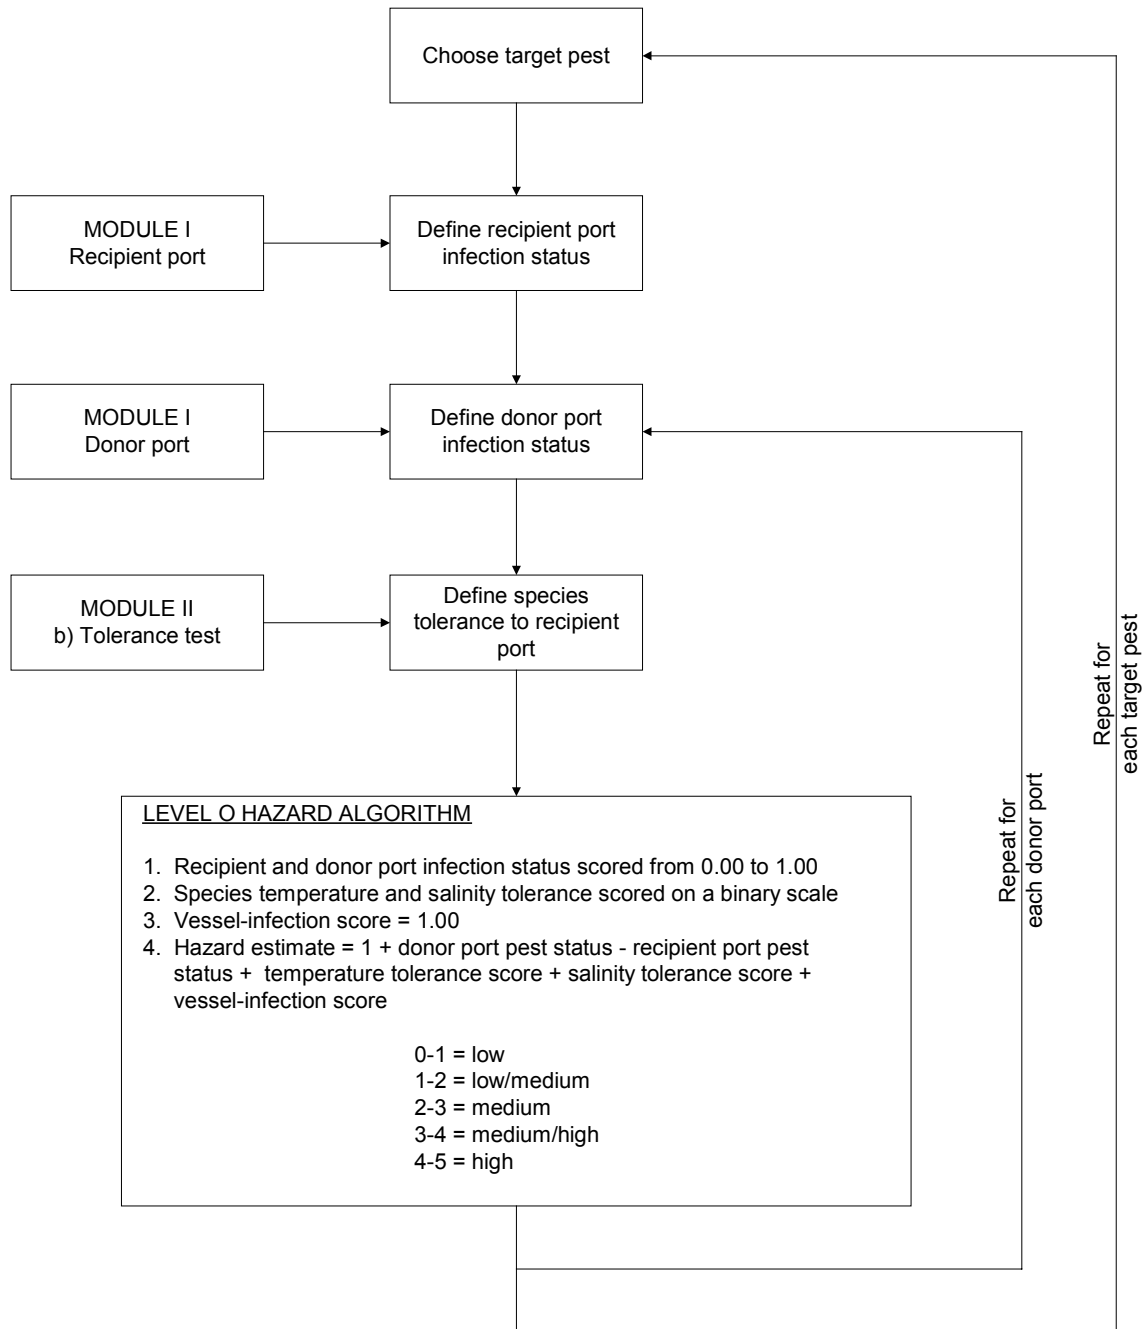 Choose target pest
MODULE I
Recipient port
Define recipient port
infection status
MODULE I
Donor port
Define donor port
infection status
MODULE II
b) Tolerance test
Define species
tolerance to recipient
port
Repeat for
each target pest
Repeat for
each donor port
LEVEL O HAZARD ALGORITHM
1. Recipient and donor port infection status scored from 0.00 to 1.00
2. Species temperature and salinity tolerance scored on a binary scale
3. Vessel-infection score = 1.00
4. Hazard estimate = 1 + donor port pest status - recipient port pest
status + temperature tolerance score + salinity tolerance score +
vessel-infection score
0-1 = low
1-2 = low/medium
2-3 = medium
3-4 = medium/high
4-5 = high